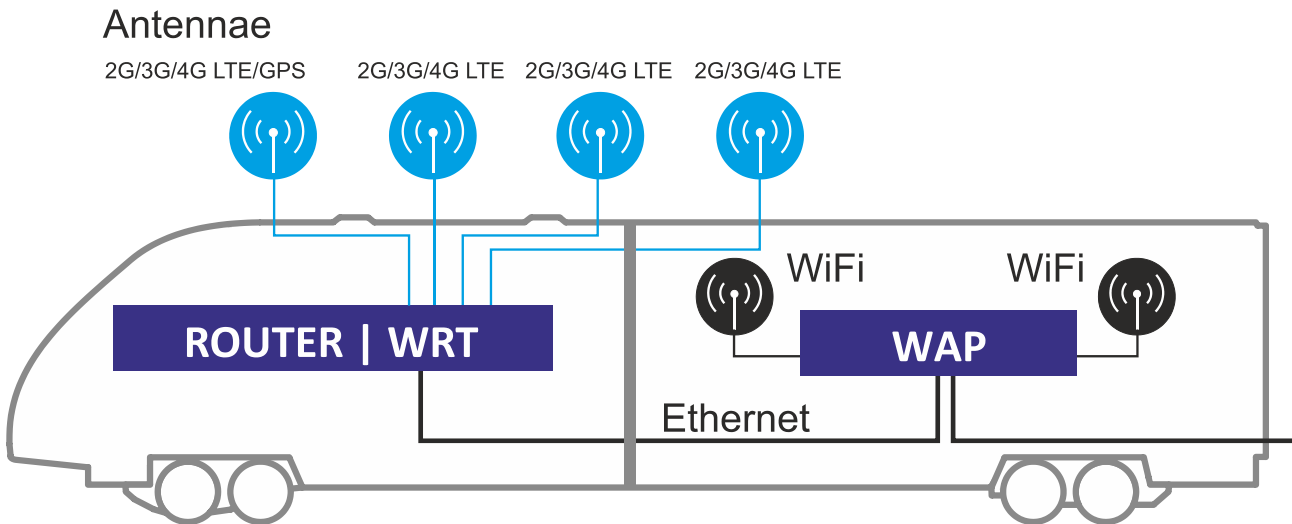 Antennae
2G/3G/4G LTE/GPS
2G/3G/4G LTE
2G/3G/4G LTE
2G/3G/4G LTE
WiFi
WiFi
ROUTER | WRT
WAP
Ethernet